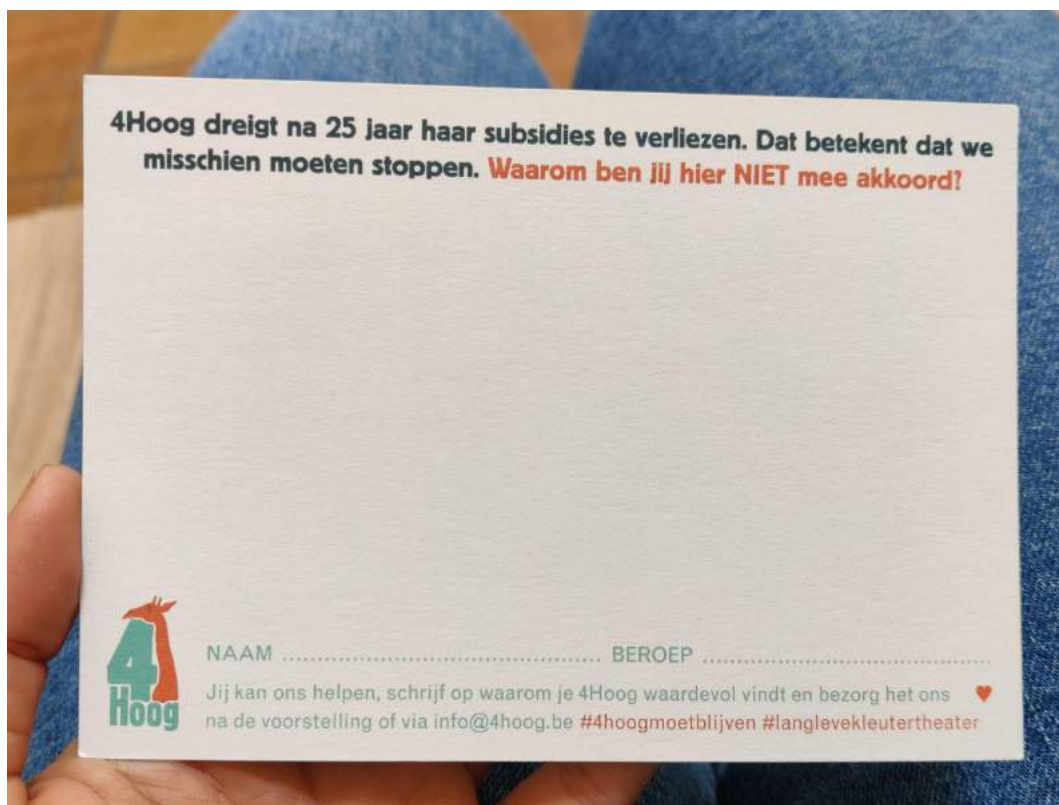 4Hoog dreigt na 25 jaar haar subsidies te verliezen. Dat betekent dat we
misschien moeten stoppen. Waarom ben jij hier NIET mee akkoord?
4
Hoog
NAAM ........................................ BEROEP ....................................
Jij kan ons helpen, schrijf op waarom je 4Hoog waardevol vindt en bezorg het ons ♥
na de voorstelling of via info@4hoog.be #4hoogmoetblijven #langlevekleutertheater